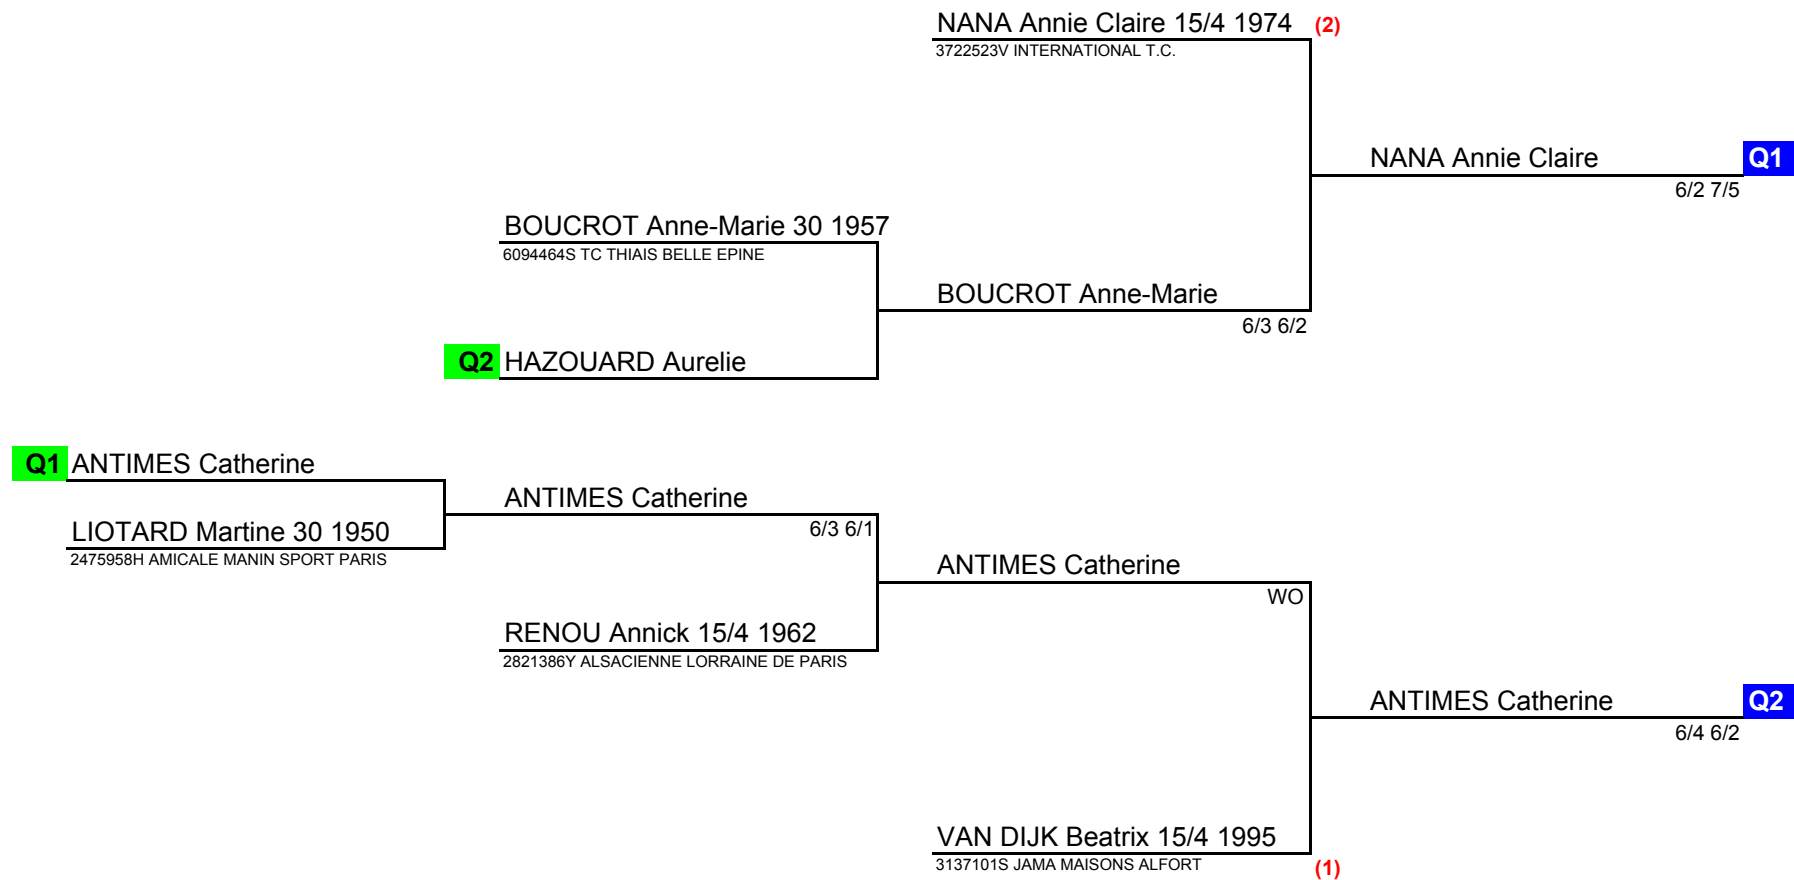 NANA Annie Claire 15/4 1974 (2)
3722523V INTERNATIONAL T.C.
NANA Annie Claire Q1
6/2 7/5
BOUCROT Anne-Marie 30 1957
6094464S TC THIAIS BELLE EPINE
BOUCROT Anne-Marie
6/3 6/2
Q2 HAZOUARD Aurelie
Q1 ANTIMES Catherine
ANTIMES Catherine
6/3 6/1
LIOTARD Martine 30 1950
2475958H AMICALE MANIN SPORT PARIS
ANTIMES Catherine
WO
RENOU Annick 15/4 1962
2821386Y ALSACIENNE LORRAINE DE PARIS
ANTIMES Catherine Q2
6/4 6/2
VAN DIJK Beatrix 15/4 1995
3137101S JAMA MAISONS ALFORT
(1)